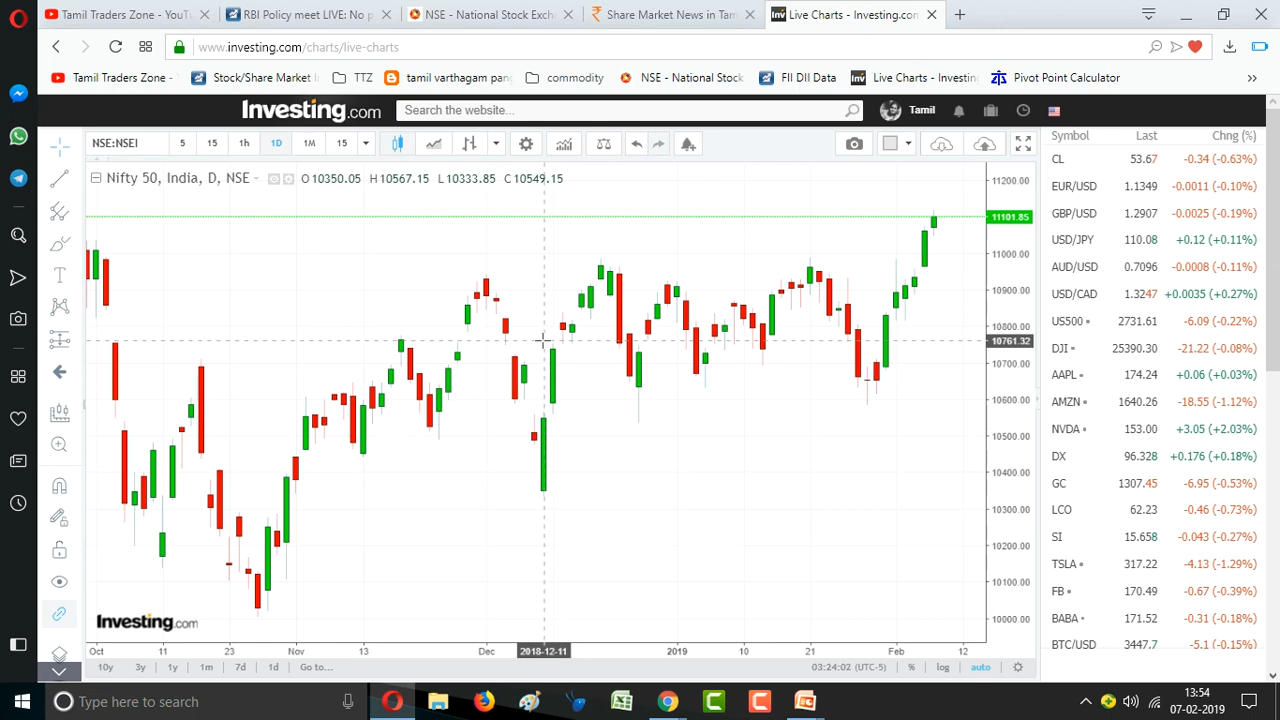 Tamil Traders Zone - YouT
RBI Policy meet LIVE: No p
NSE - National Stock Exch
Share Market News in Tam
Live Charts - Investing.com
www.investing.com/charts/live-charts
Tamil Traders Zone -
Stock/Share Market I
TTZ
tamil varthagam pang
commodity
NSE - National Stock
FII DII Data
Live Charts - Investin
Pivot Point Calculator
Investing.com
Search the website...
Tamil
NSE:NSEI
5 15 1h 1D 1M 15
Nifty 50, India, D, NSE
O 10350.05 H 10567.15 L 10333.85 C 10549.15
11200.00
11101.85
11000.00
10900.00
10800.00
10761.32
10700.00
10600.00
10500.00
10400.00
10300.00
10200.00
10100.00
10000.00
Investing.com
Oct 11 23 Nov 13 Dec 2018-12-11 2019 10 21 Feb 12
10y 3y 1y 1m 7d 1d Go to... 03:24:02 (UTC-5) % log auto
Symbol Last Chng (%)
CL 53.67 -0.34 (-0.63%)
EUR/USD 1.1349 -0.0011 (-0.10%)
GBP/USD 1.2907 -0.0025 (-0.19%)
USD/JPY 110.08 +0.12 (+0.11%)
AUD/USD 0.7096 -0.0008 (-0.11%)
USD/CAD 1.3247 +0.0035 (+0.27%)
US500 2731.61 -6.09 (-0.22%)
DJI 25390.30 -21.22 (-0.08%)
AAPL 174.24 +0.06 (+0.03%)
AMZN 1640.26 -18.55 (-1.12%)
NVDA 153.00 +3.05 (+2.03%)
DX 96.328 +0.176 (+0.18%)
GC 1307.45 -6.95 (-0.53%)
LCO 62.23 -0.46 (-0.73%)
SI 15.658 -0.043 (-0.27%)
TSLA 317.22 -4.13 (-1.29%)
FB 170.49 -0.67 (-0.39%)
BABA 171.52 -0.31 (-0.18%)
BTC/USD 3447.7 -5.1 (-0.15%)
Type here to search
13:54
07-02-2019